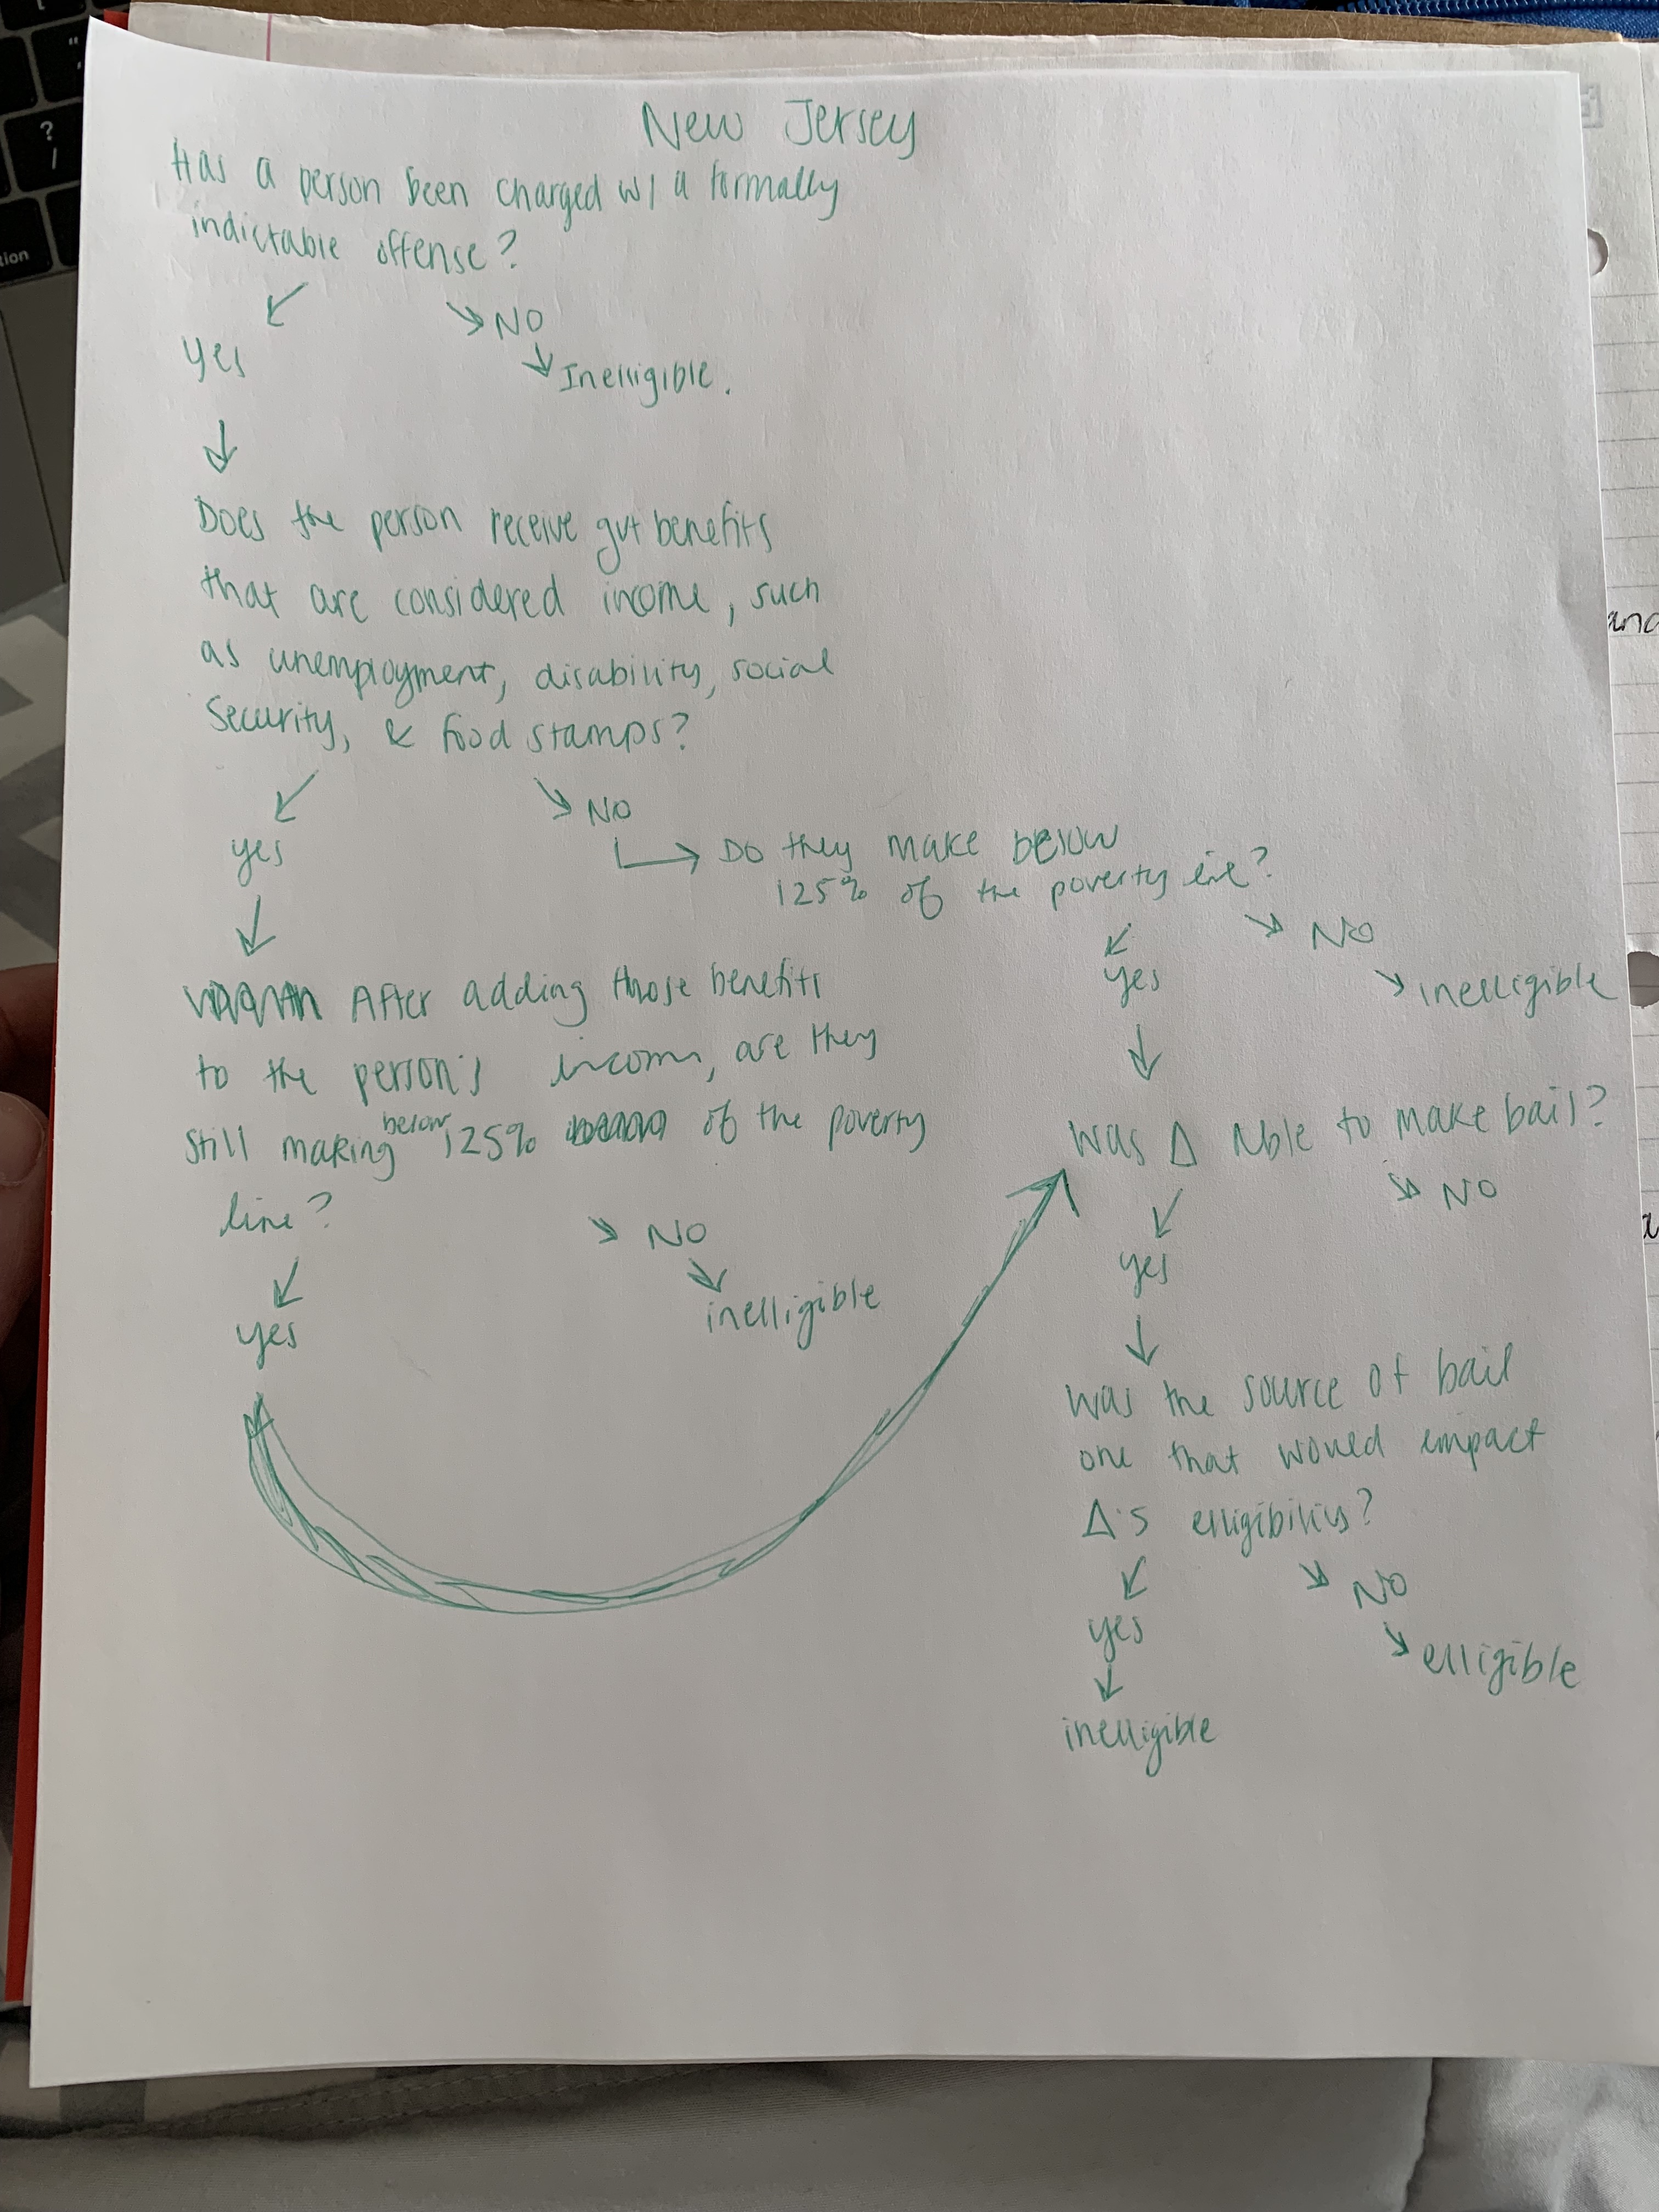 New Jersey
Has a person been charged w/ a formally
indictable offense?
yes
NO
Inelligible.
Does the person receive gvt benefits
that are considered income, such
as unemployment, disability, social
Security, & food stamps?
yes
NO
Do they make below
125% of the poverty line?
yes
NO
inelligible
After adding those benefits
to the person's income, are they
still making below 125% of the poverty
line?
NO
inelligible
yes
Was Δ Able to make bail?
NO
yes
Was the source of bail
one that would impact
Δ's elligibility?
yes
NO
elligible
inelligible
?
/
and